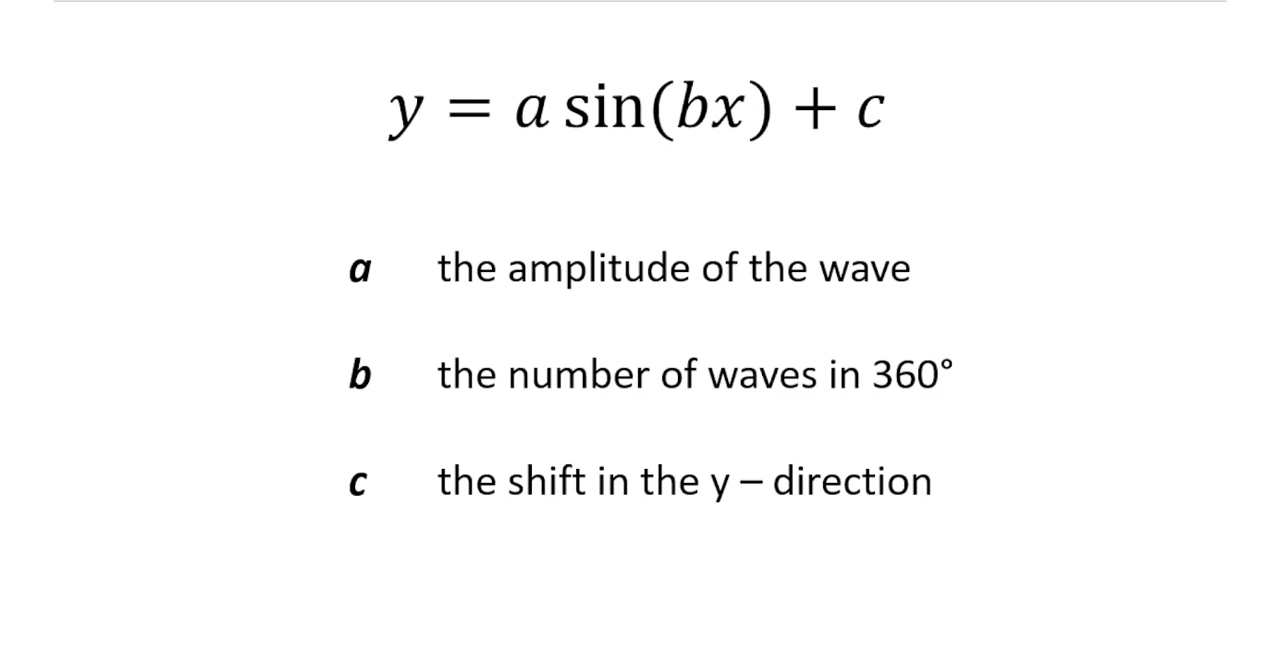 y = a sin(bx) + c
a the amplitude of the wave
b the number of waves in 360°
c the shift in the y – direction